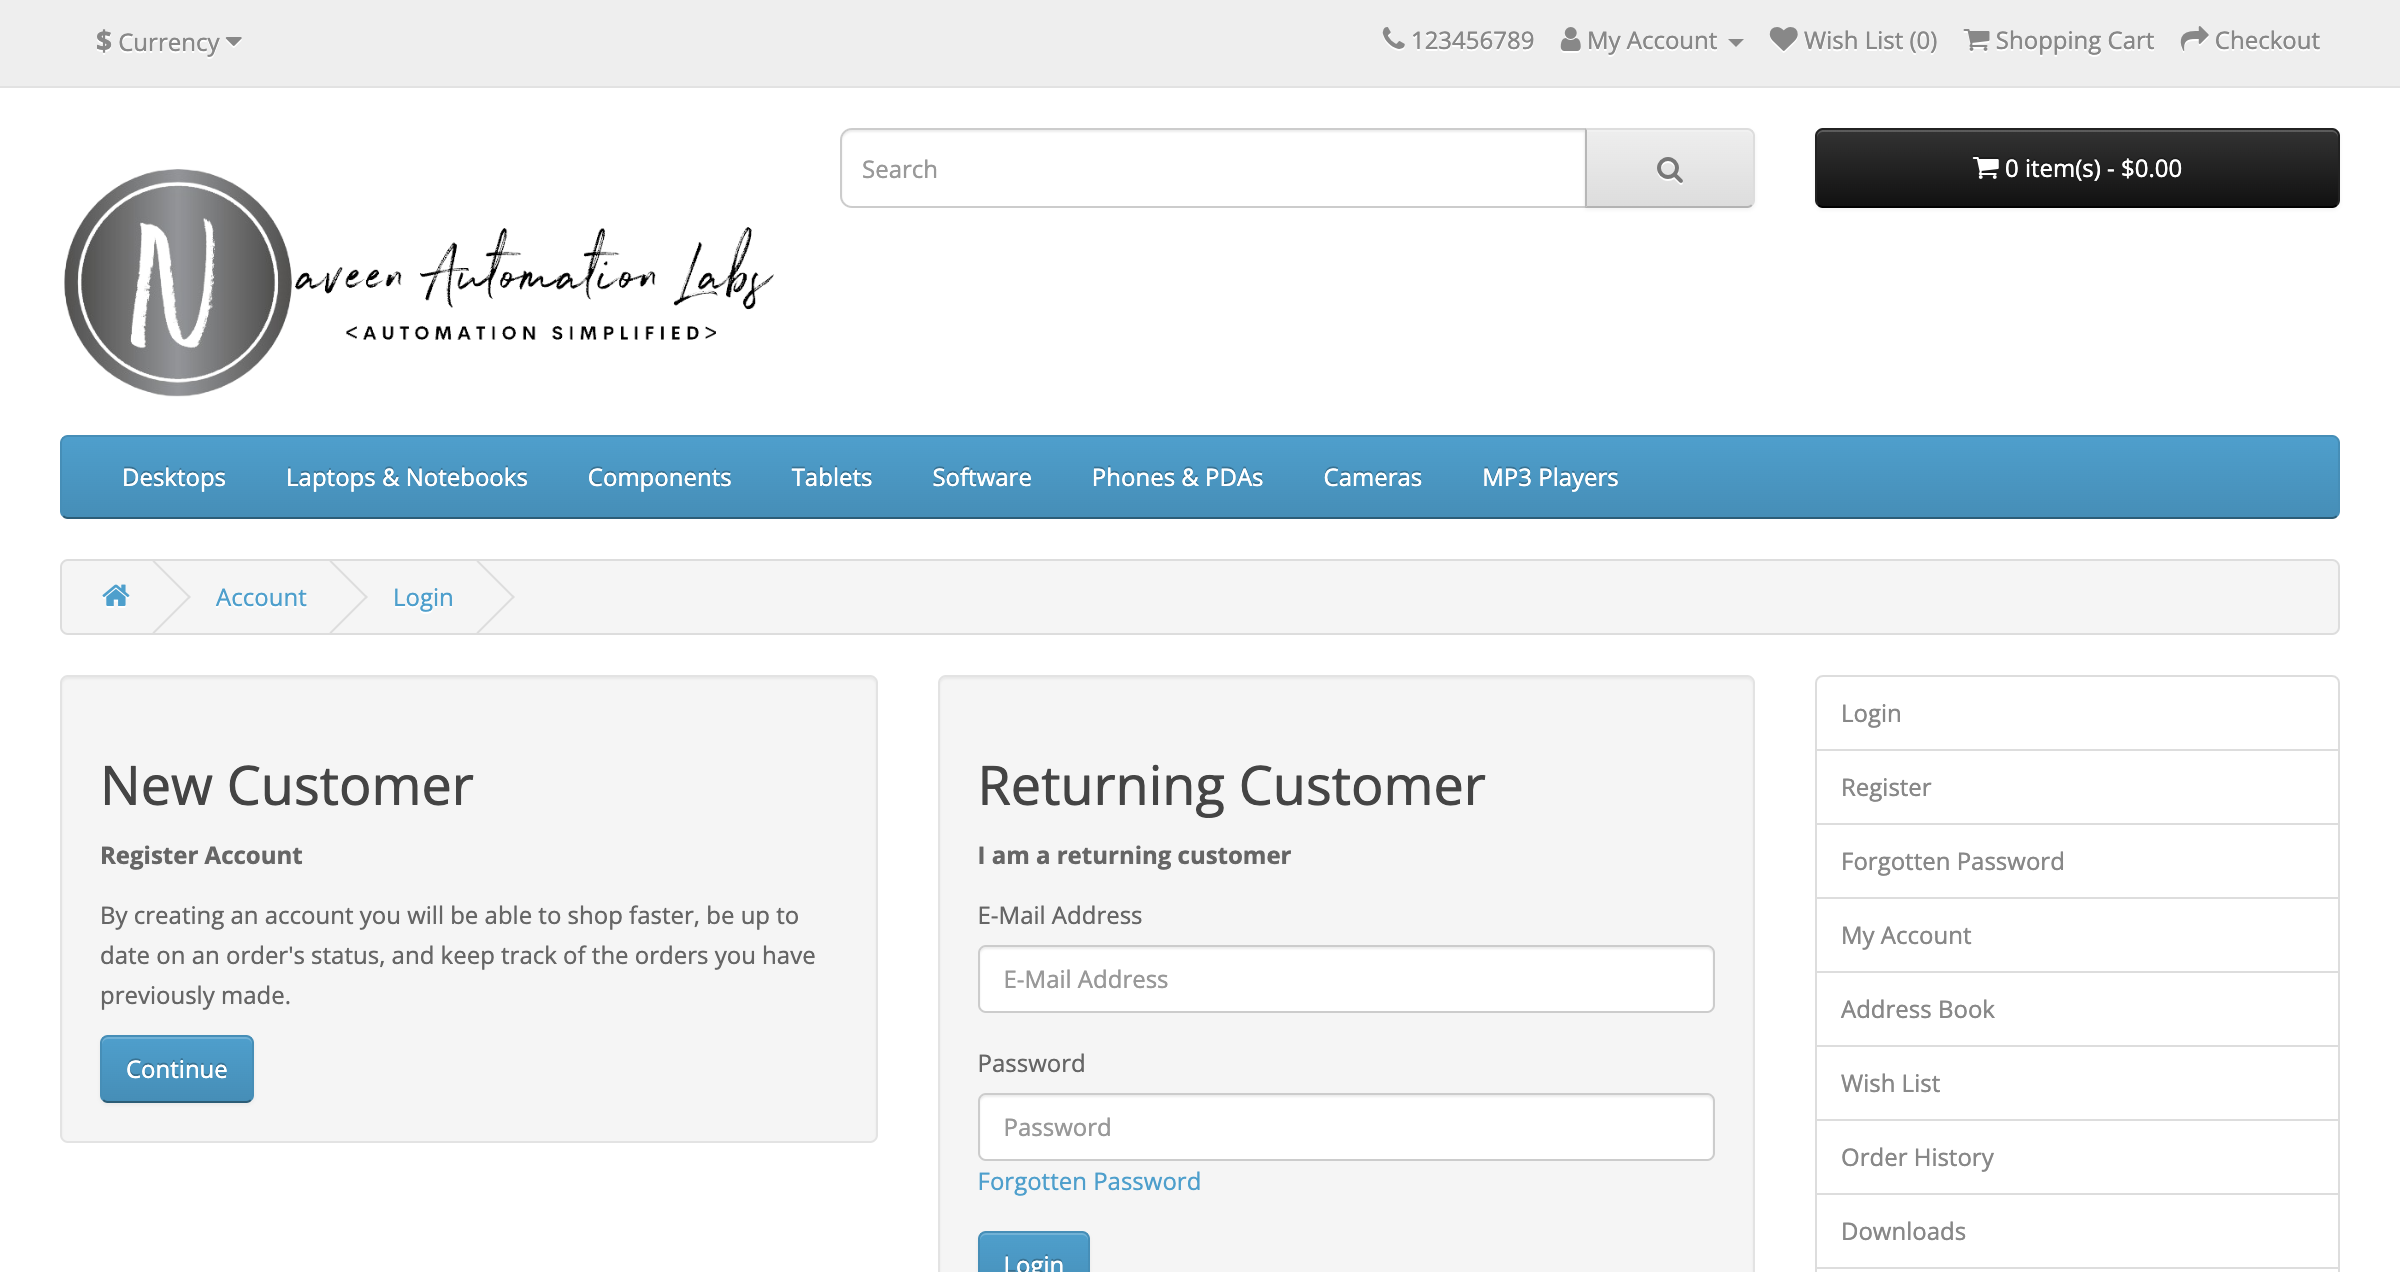 $ Currency
123456789 My Account Wish List (0) Shopping Cart Checkout
Search
0 item(s) - $0.00
Naveen Automation Labs
<AUTOMATION SIMPLIFIED>
Desktops Laptops & Notebooks Components Tablets Software Phones & PDAs Cameras MP3 Players
Account Login
New Customer
Register Account
By creating an account you will be able to shop faster, be up to
date on an order's status, and keep track of the orders you have
previously made.
Continue
Returning Customer
I am a returning customer
E-Mail Address
E-Mail Address
Password
Password
Forgotten Password
Login
Login
Register
Forgotten Password
My Account
Address Book
Wish List
Order History
Downloads